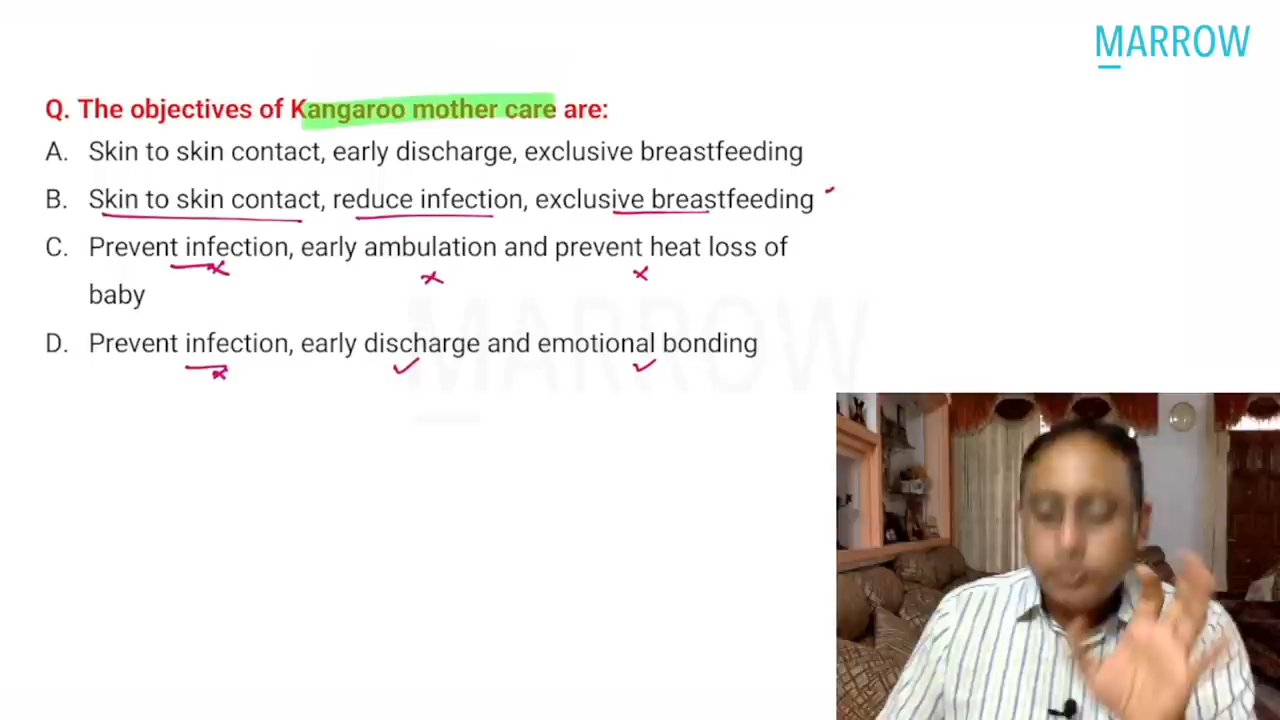 MARROW
Q. The objectives of Kangaroo mother care are:
A. Skin to skin contact, early discharge, exclusive breastfeeding
B. Skin to skin contact, reduce infection, exclusive breastfeeding
C. Prevent infection, early ambulation and prevent heat loss of
baby
D. Prevent infection, early discharge and emotional bonding
MARROW